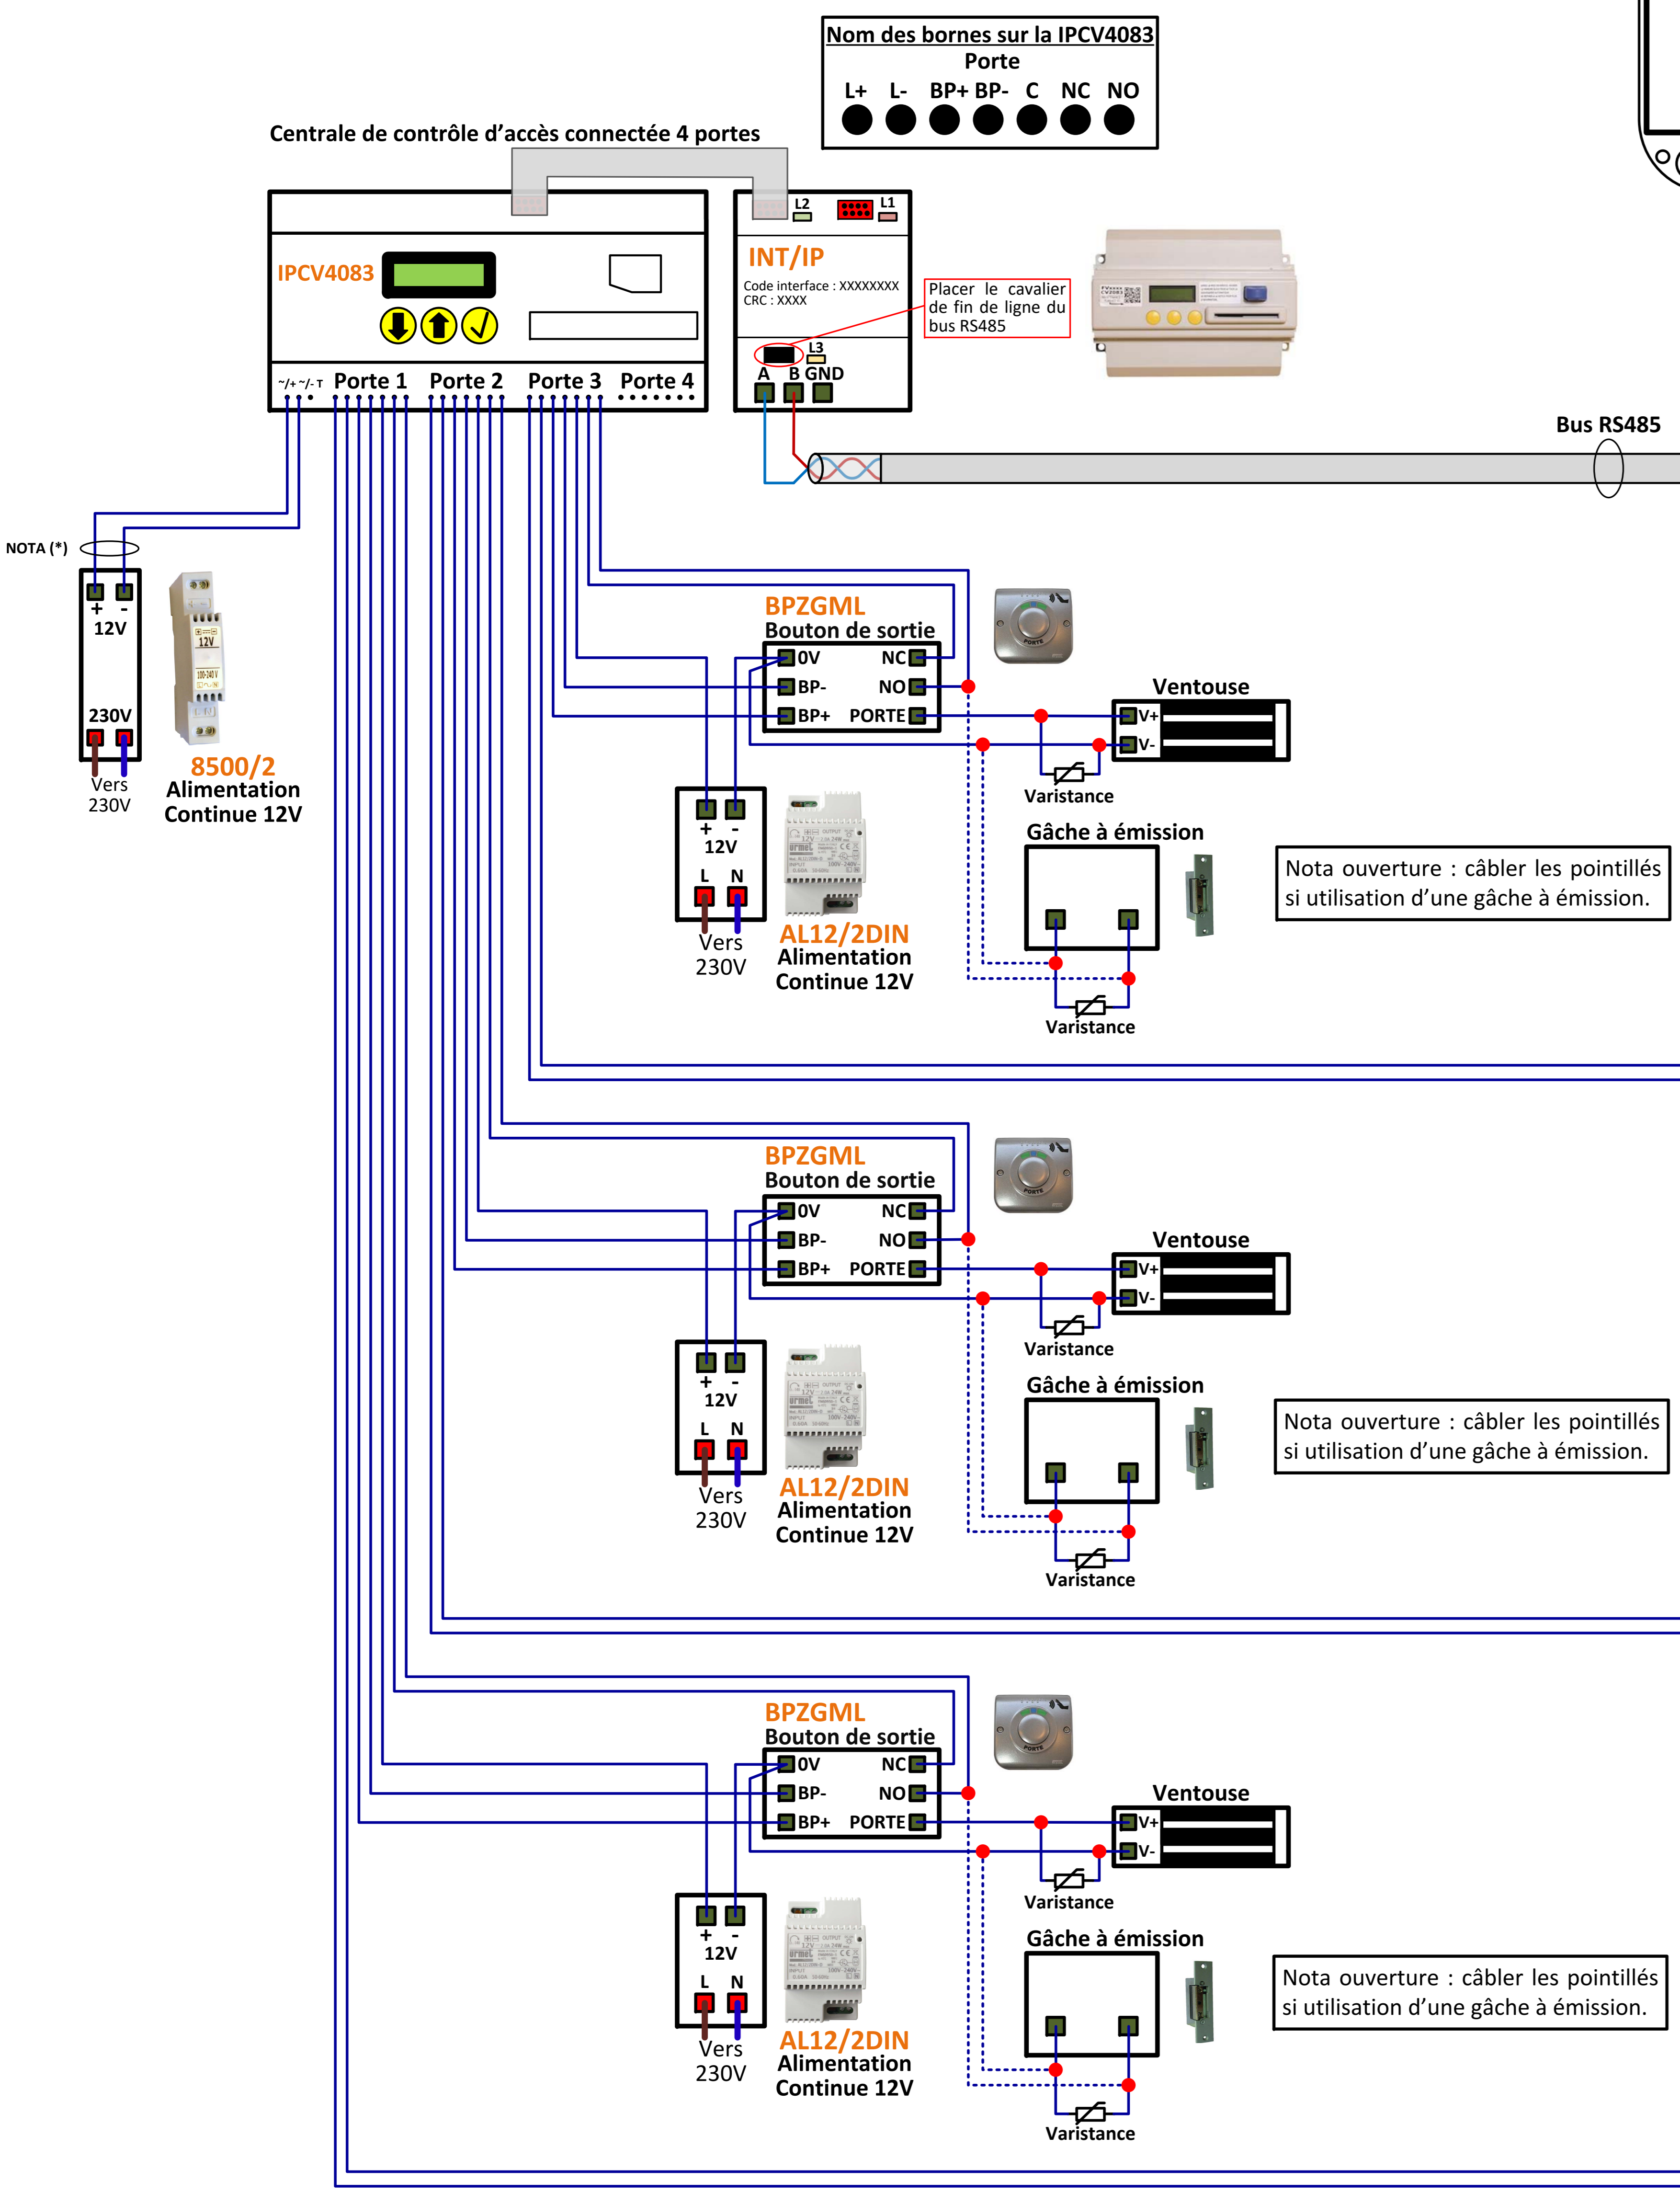 Nom des bornes sur la IPCV4083
Porte
L+ L- BP+ BP- C NC NO
Centrale de contrôle d'accès connectée 4 portes
L2 L1
IPCV4083
INT/IP
Code interface : XXXXXXXX
CRC : XXXX
Placer le cavalier
de fin de ligne du
bus RS485
L3
A B GND
~/+ ~/- T Porte 1 Porte 2 Porte 3 Porte 4
Bus RS485
NOTA (*)
+ -
12V
230V
Vers
230V
12V
100-240 V
8500/2
Alimentation
Continue 12V
BPZGML
Bouton de sortie
0V NC
BP- NO
BP+ PORTE
PORTE
Ventouse
V+
V-
Varistance
+ -
12V
L N
Vers
230V
AL12/2DIN
Alimentation
Continue 12V
Gâche à émission
Varistance
Nota ouverture : câbler les pointillés
si utilisation d'une gâche à émission.
BPZGML
Bouton de sortie
0V NC
BP- NO
BP+ PORTE
PORTE
Ventouse
V+
V-
Varistance
+ -
12V
L N
Vers
230V
AL12/2DIN
Alimentation
Continue 12V
Gâche à émission
Varistance
Nota ouverture : câbler les pointillés
si utilisation d'une gâche à émission.
BPZGML
Bouton de sortie
0V NC
BP- NO
BP+ PORTE
PORTE
Ventouse
V+
V-
Varistance
+ -
12V
L N
Vers
230V
AL12/2DIN
Alimentation
Continue 12V
Gâche à émission
Varistance
Nota ouverture : câbler les pointillés
si utilisation d'une gâche à émission.